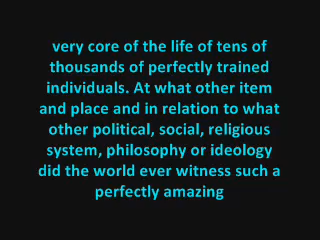 very core of the life of tens of
thousands of perfectly trained
individuals. At what other item
and place and in relation to what
other political, social, religious
system, philosophy or ideology
did the world ever witness such a
perfectly amazing